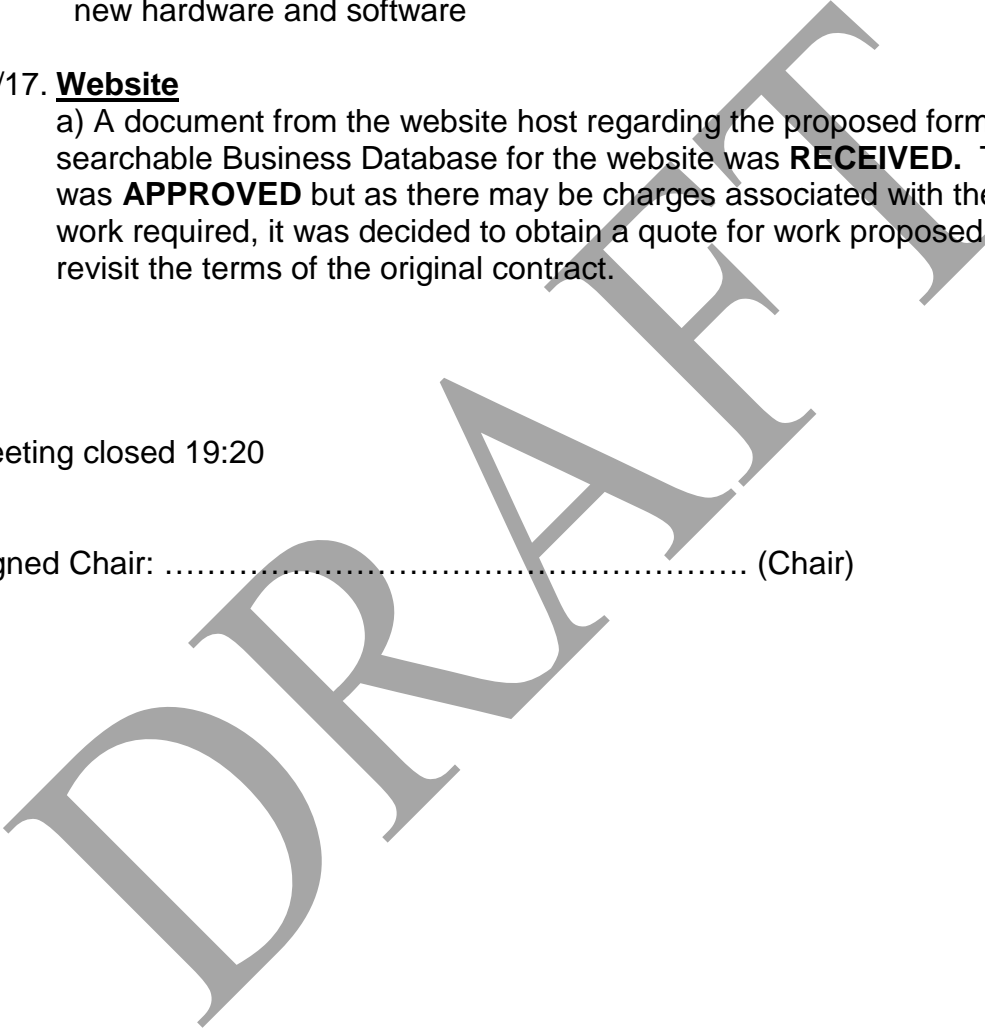 new hardware and software
/17. Website
a) A document from the website host regarding the proposed form
searchable Business Database for the website was RECEIVED.
was APPROVED but as there may be charges associated with the
work required, it was decided to obtain a quote for work proposed
revisit the terms of the original contract.
eeting closed 19:20
gned Chair: ……………………………………………. (Chair)
DRAFT